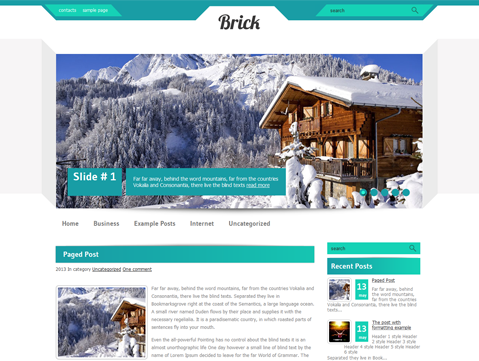 contacts sample page
search
Brick
Slide # 1
Far far away, behind the word mountains, far from the countries
Vokalia and Consonantia, there live the blind texts read more
Home Business Example Posts Internet Uncategorized
Paged Post
2013 In category Uncategorized One comment
Far far away, behind the word mountains, far from the countries Vokalia and
Consonantia, there live the blind texts. Separated they live in
Bookmarksgrove right at the coast of the Semantics, a large language ocean.
A small river named Duden flows by their place and supplies it with the
necessary regelialia. It is a paradisematic country, in which roasted parts of
sentences fly into your mouth.
Even the all-powerful Pointing has no control about the blind texts it is an
almost unorthographic life One day however a small line of blind text by the
name of Lorem Ipsum decided to leave for the far World of Grammar. The
search
Recent Posts
13
Paged Post
Far far away, behind the
word mountains, far from the countries Vokalia and Consonantia, there live the blind
texts...
13
The post with
formatting example
Header 1 Header
2 Header 3 Header 4 Header 5 Header 6
Separated they live in Book...